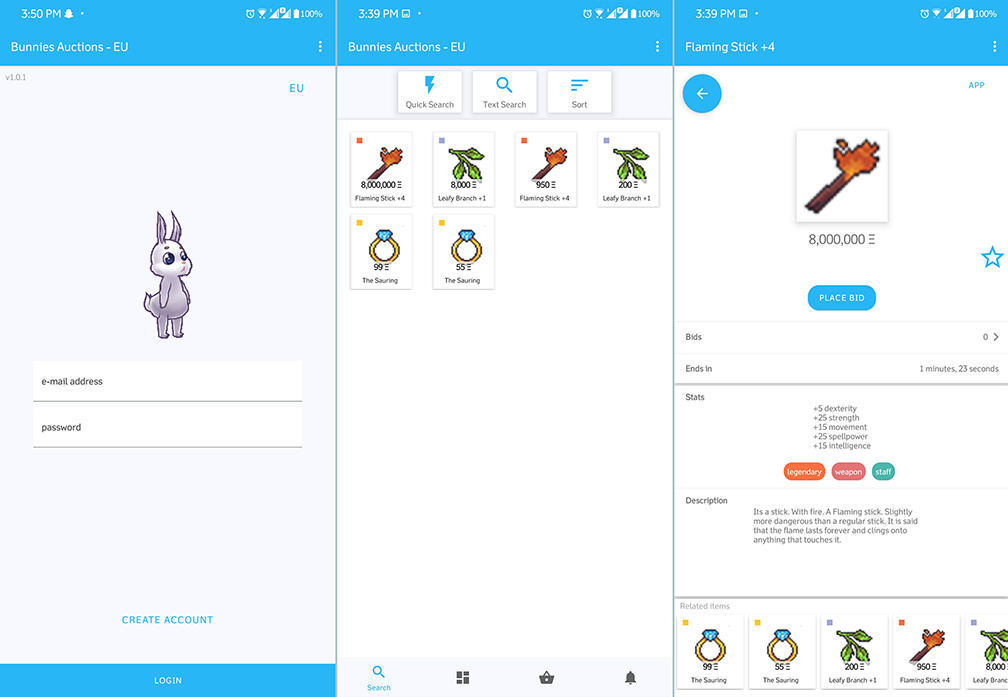 3:50 PM
100%
Bunnies Auctions - EU
v1.0.1
EU
e-mail address
password
CREATE ACCOUNT
LOGIN
3:39 PM
100%
Bunnies Auctions - EU
Quick Search
Text Search
Sort
8,000,000 Ξ
Flaming Stick +4
8,000 Ξ
Leafy Branch +1
950 Ξ
Flaming Stick +4
200 Ξ
Leafy Branch +1
99 Ξ
The Sauring
55 Ξ
The Sauring
Search
3:39 PM
100%
Flaming Stick +4
APP
8,000,000 Ξ
PLACE BID
Bids
0
Ends in
1 minutes, 23 seconds
Stats
+5 dexterity
+25 strength
+15 movement
+25 spellpower
+15 intelligence
legendary
weapon
staff
Description
Its a stick. With fire. A Flaming stick. Slightly
more dangerous than a regular stick. It is said
that the flame lasts forever and clings onto
anything that touches it.
Related items
99 Ξ
The Sauring
55 Ξ
The Sauring
200 Ξ
Leafy Branch +1
950 Ξ
Flaming Stick +4
8,000
Leafy Branc